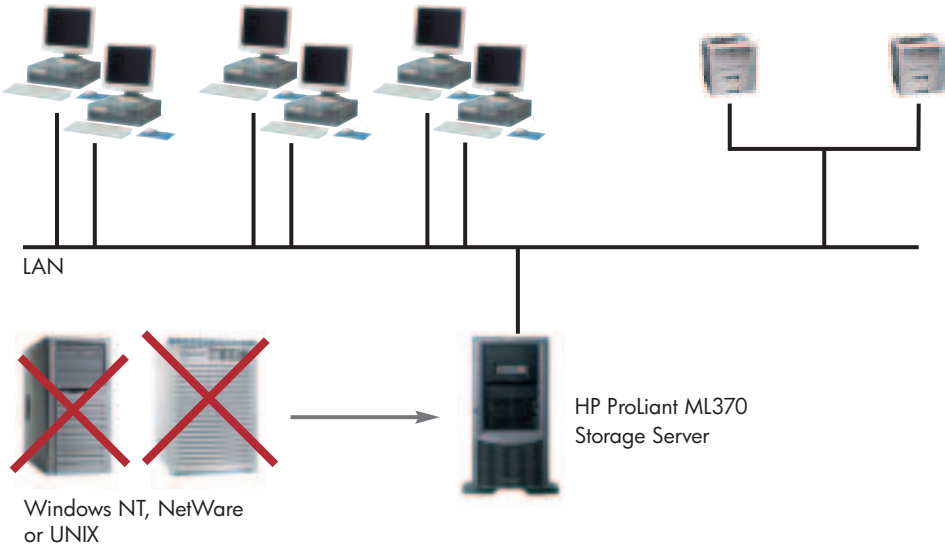 LAN
HP ProLiant ML370
Storage Server
Windows NT, NetWare
or UNIX